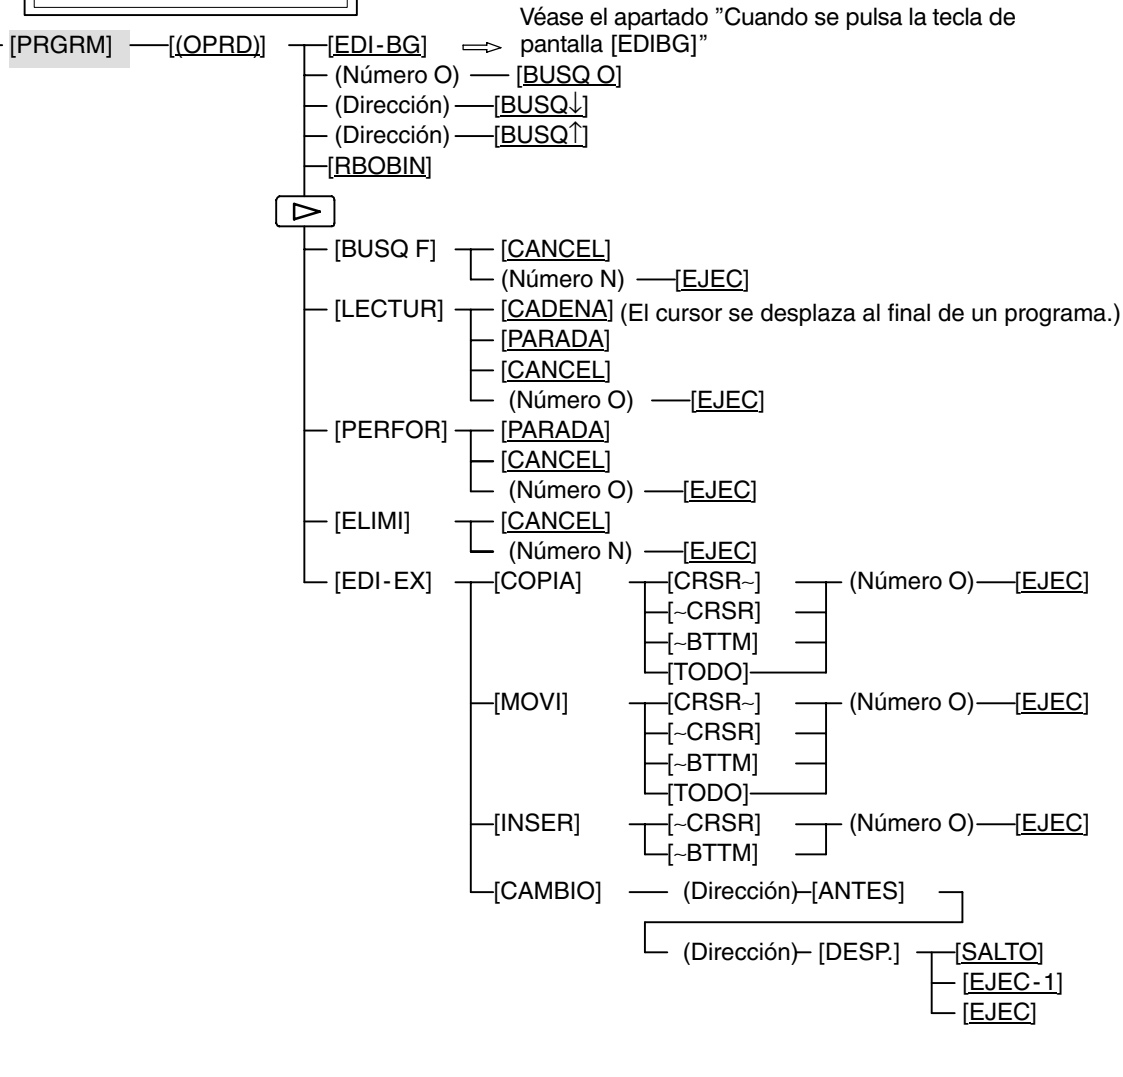 Véase el apartado ”Cuando se pulsa la tecla de
pantalla [EDIBG]”
[PRGRM] [(OPRD)] [EDI-BG]
(Número O) [BUSQ O]
(Dirección) [BUSQ↓]
(Dirección) [BUSQ↑]
[RBOBIN]
[BUSQ F] [CANCEL]
(Número N) [EJEC]
[LECTUR] [CADENA] (El cursor se desplaza al final de un programa.)
[PARADA]
[CANCEL]
(Número O) [EJEC]
[PERFOR] [PARADA]
[CANCEL]
(Número O) [EJEC]
[ELIMI] [CANCEL]
(Número N) [EJEC]
[EDI-EX] [COPIA] [CRSR~] (Número O) [EJEC]
[~CRSR]
[~BTTM]
[TODO]
[MOVI] [CRSR~] (Número O) [EJEC]
[~CRSR]
[~BTTM]
[TODO]
[INSER] [~CRSR] (Número O) [EJEC]
[~BTTM]
[CAMBIO] (Dirección) [ANTES]
(Dirección) [DESP.] [SALTO]
[EJEC-1]
[EJEC]